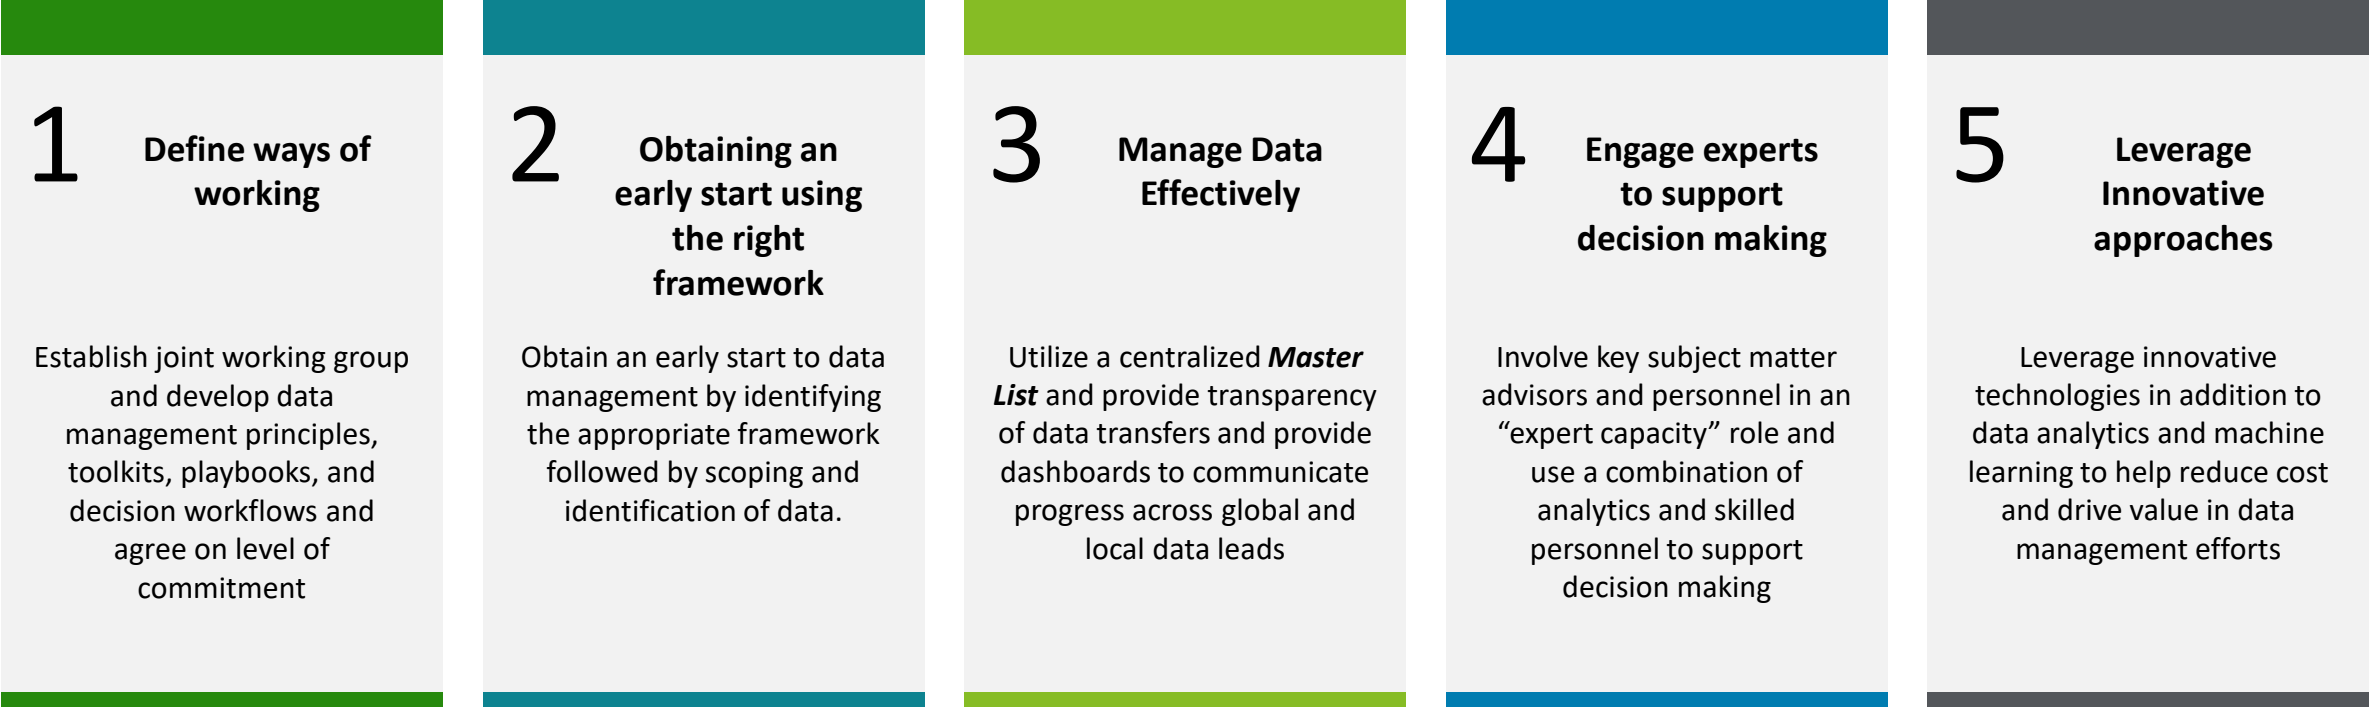 1
Define ways of
working
Establish joint working group
and develop data
management principles,
toolkits, playbooks, and
decision workflows and
agree on level of
commitment
2
Obtaining an
early start using
the right
framework
Obtain an early start to data
management by identifying
the appropriate framework
followed by scoping and
identification of data.
3
Manage Data
Effectively
Utilize a centralized Master
List and provide transparency
of data transfers and provide
dashboards to communicate
progress across global and
local data leads
4
Engage experts
to support
decision making
Involve key subject matter
advisors and personnel in an
“expert capacity” role and
use a combination of
analytics and skilled
personnel to support
decision making
5
Leverage
Innovative
approaches
Leverage innovative
technologies in addition to
data analytics and machine
learning to help reduce cost
and drive value in data
management efforts